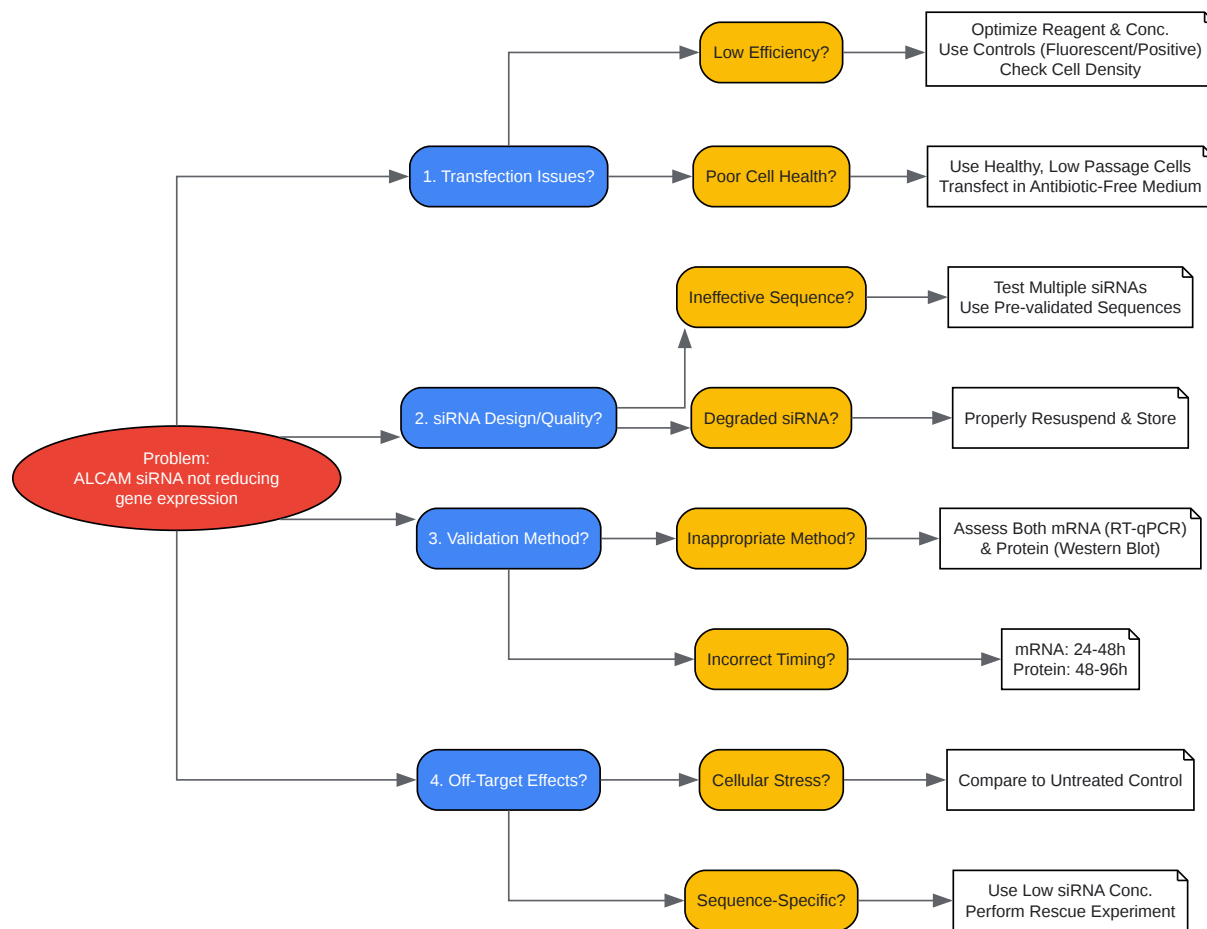 Low Efficiency?
Optimize Reagent & Conc.
Use Controls (Fluorescent/Positive)
Check Cell Density
1. Transfection Issues?
Poor Cell Health?
Use Healthy, Low Passage Cells
Transfect in Antibiotic-Free Medium
Ineffective Sequence?
Test Multiple siRNAs
Use Pre-validated Sequences
2. siRNA Design/Quality?
Degraded siRNA?
Properly Resuspend & Store
Problem:
ALCAM siRNA not reducing
gene expression
3. Validation Method?
Inappropriate Method?
Assess Both mRNA (RT-qPCR)
& Protein (Western Blot)
Incorrect Timing?
mRNA: 24-48h
Protein: 48-96h
4. Off-Target Effects?
Cellular Stress?
Compare to Untreated Control
Sequence-Specific?
Use Low siRNA Conc.
Perform Rescue Experiment